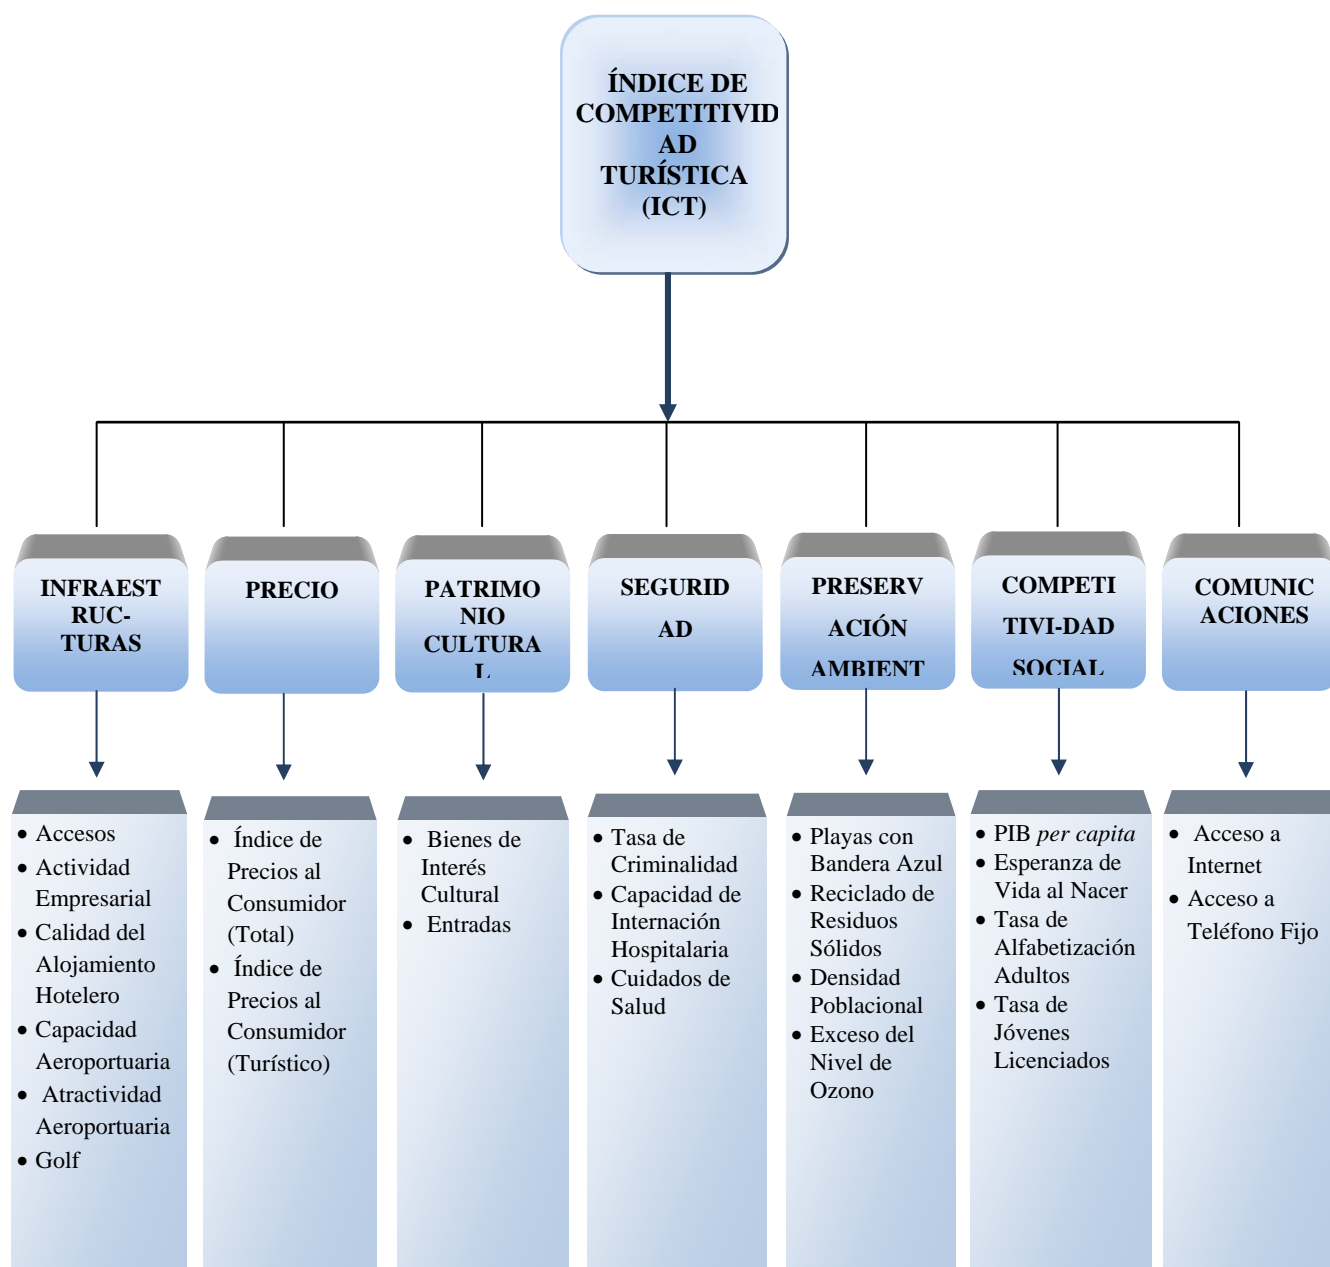 ÍNDICE DE
COMPETITIVID
AD
TURÍSTICA
(ICT)
INFRAEST
RUC-
TURAS
PRECIO
PATRIMO
NIO
CULTURA
L
SEGURID
AD
PRESERV
ACIÓN
AMBIENT
COMPETI
TIVI-DAD
SOCIAL
COMUNIC
ACIONES
• Accesos
• Actividad
Empresarial
• Calidad del
Alojamiento
Hotelero
• Capacidad
Aeroportuaria
• Atractividad
Aeroportuaria
• Golf
• Índice de
Precios al
Consumidor
(Total)
• Índice de
Precios al
Consumidor
(Turístico)
• Bienes de
Interés
Cultural
• Entradas
• Tasa de
Criminalidad
• Capacidad de
Internación
Hospitalaria
• Cuidados de
Salud
• Playas con
Bandera Azul
• Reciclado de
Residuos
Sólidos
• Densidad
Poblacional
• Exceso del
Nivel de
Ozono
• PIB per capita
• Esperanza de
Vida al Nacer
• Tasa de
Alfabetización
Adultos
• Tasa de
Jóvenes
Licenciados
• Acceso a
Internet
• Acceso a
Teléfono Fijo